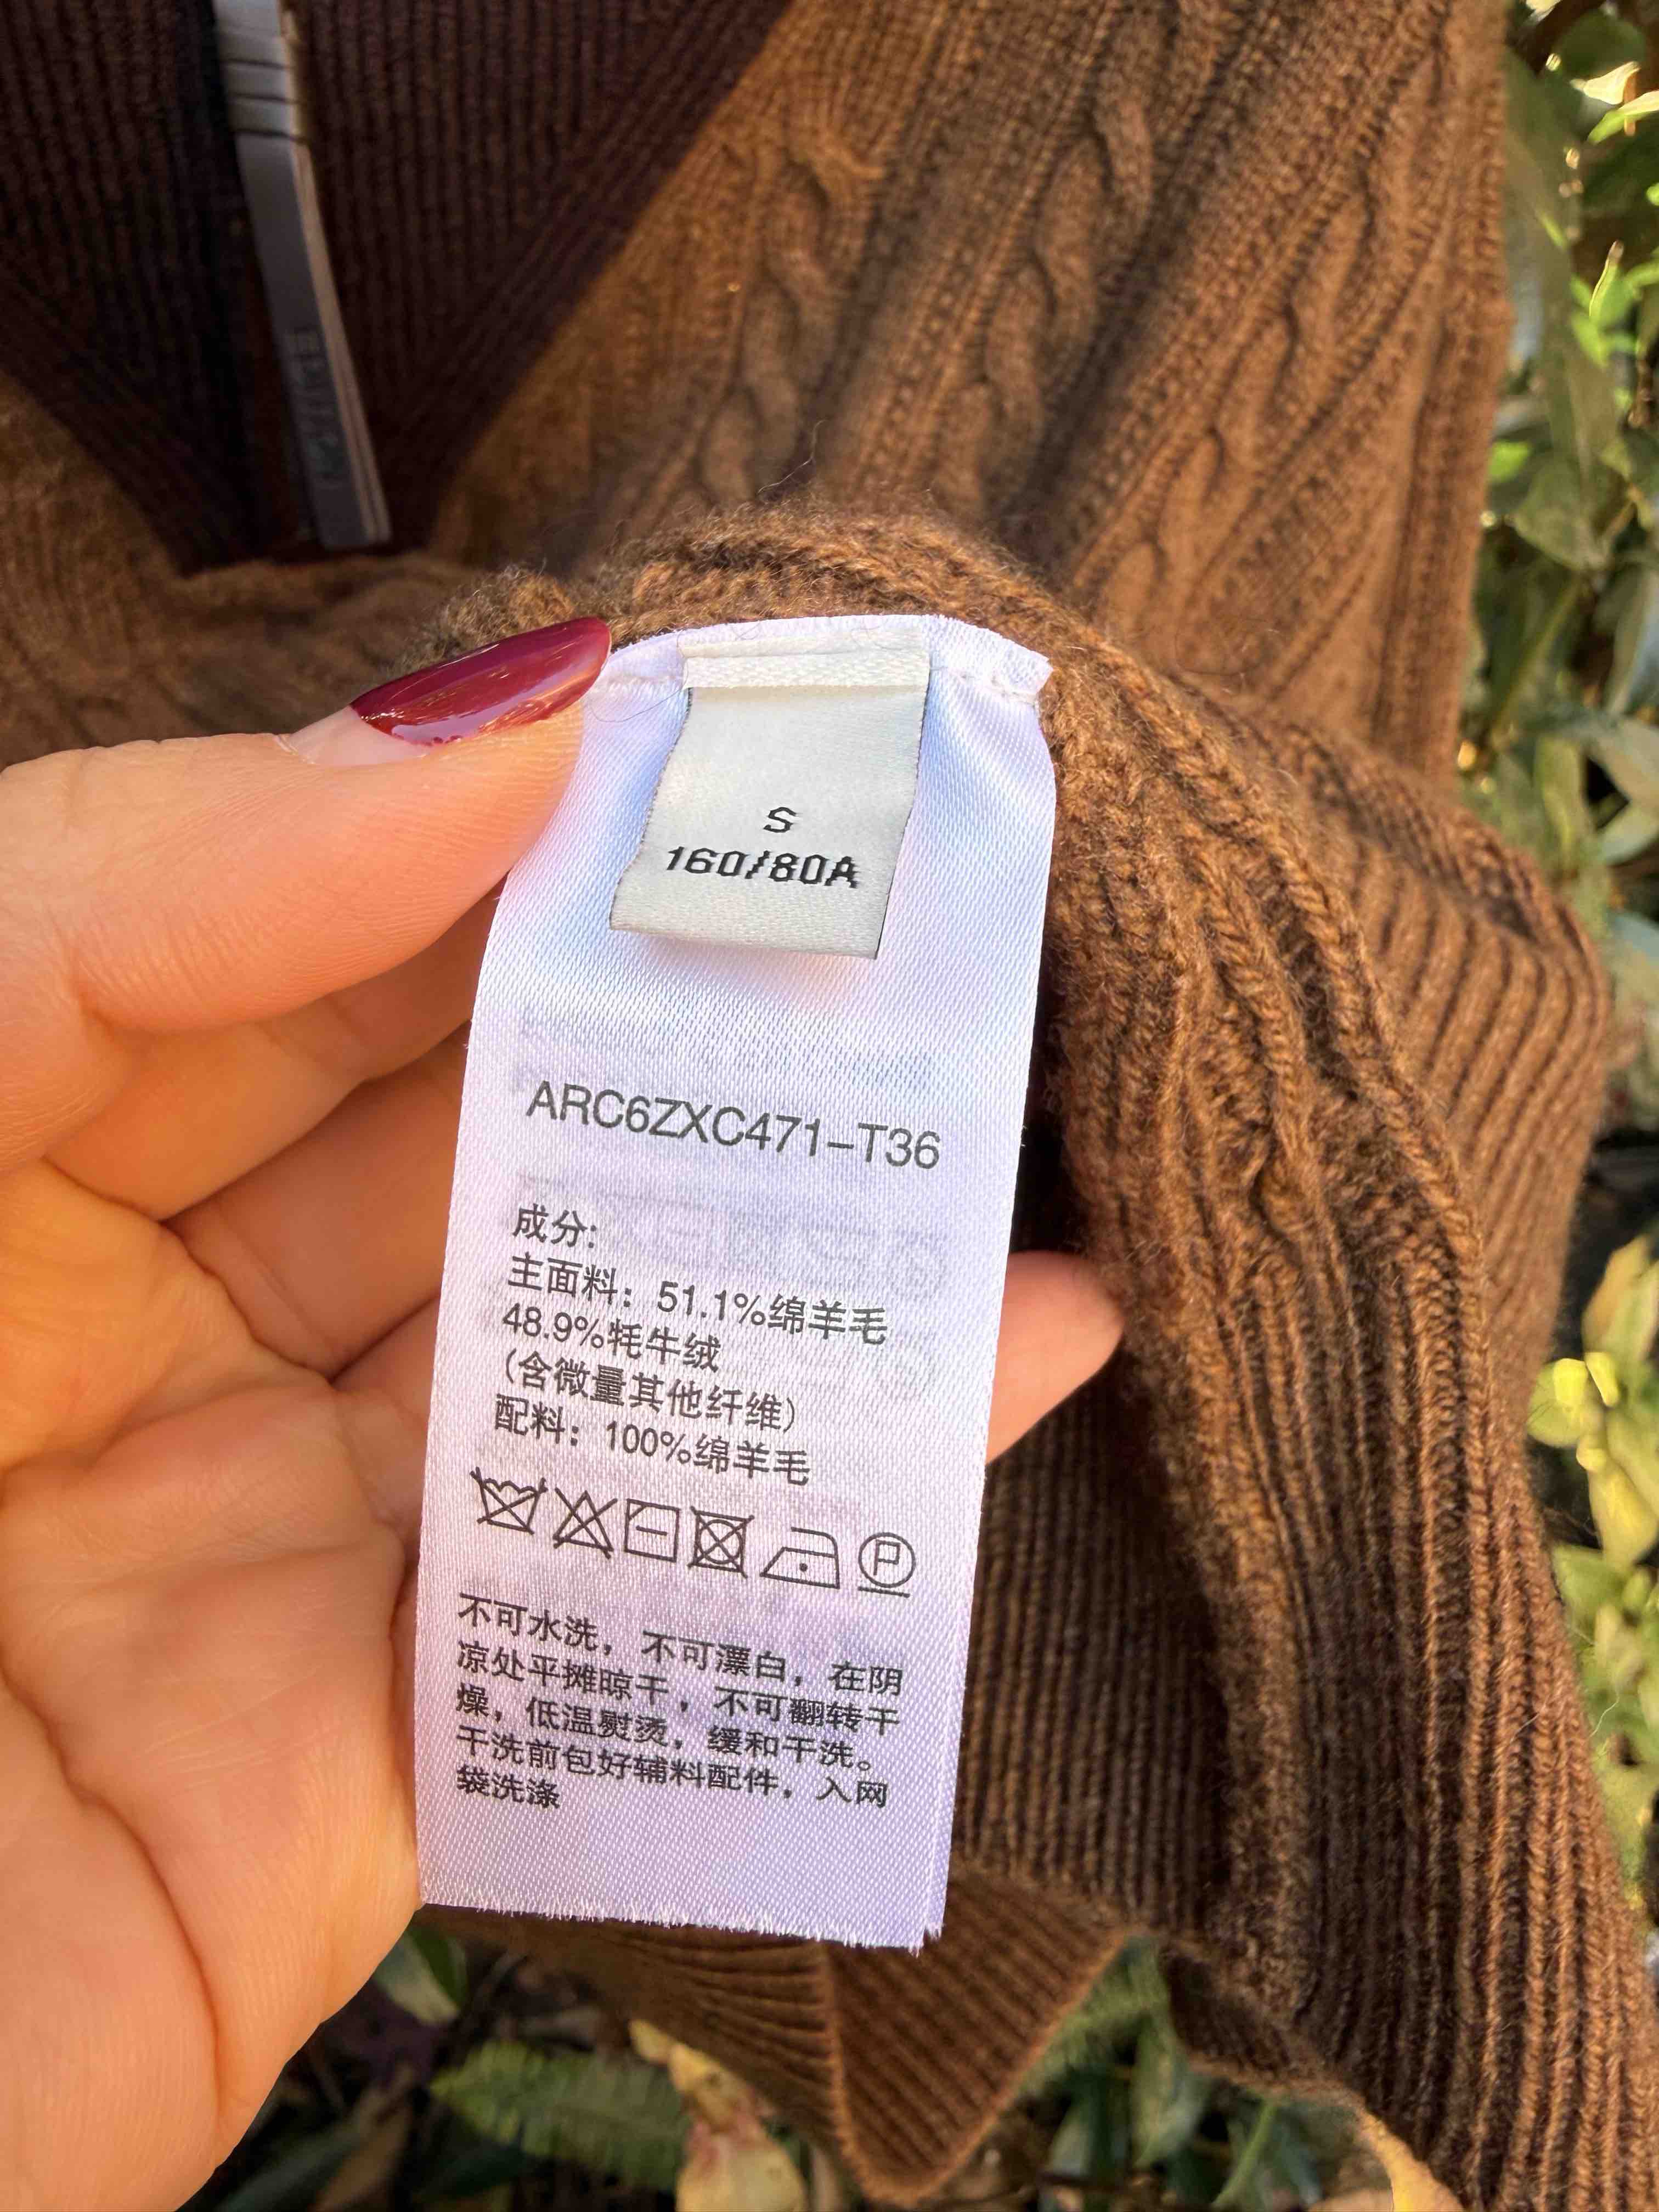 S
160/80A
ARC6ZXC471-T36
成分:
主面料: 51.1%绵羊毛
48.9%牦牛绒
(含微量其他纤维)
配料: 100%绵羊毛
P
不可水洗，不可漂白，在阴
凉处平摊晾干，不可翻转干
燥，低温熨烫，缓和干洗。
干洗前包好辅料配件，入网
袋洗涤